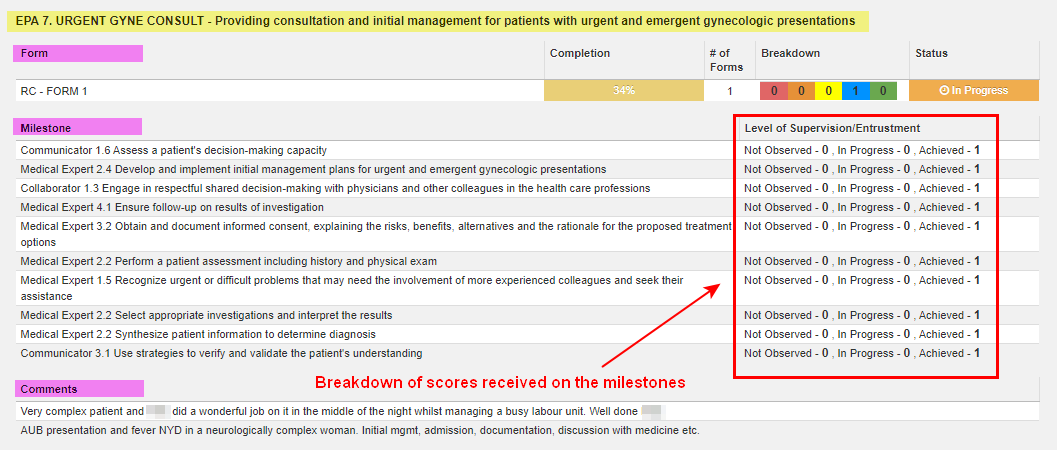 EPA 7. URGENT GYNE CONSULT - Providing consultation and initial management for patients with urgent and emergent gynecologic presentations
Form Completion # of Forms Breakdown Status
RC - FORM 1 34% 1 0 0 0 1 0 In Progress
Milestone Level of Supervision/Entrustment
Communicator 1.6 Assess a patient's decision-making capacity Not Observed - 0 , In Progress - 0 , Achieved - 1
Medical Expert 2.4 Develop and implement initial management plans for urgent and emergent gynecologic presentations Not Observed - 0 , In Progress - 0 , Achieved - 1
Collaborator 1.3 Engage in respectful shared decision-making with physicians and other colleagues in the health care professions Not Observed - 0 , In Progress - 0 , Achieved - 1
Medical Expert 4.1 Ensure follow-up on results of investigation Not Observed - 0 , In Progress - 0 , Achieved - 1
Medical Expert 3.2 Obtain and document informed consent, explaining the risks, benefits, alternatives and the rationale for the proposed treatment Not Observed - 0 , In Progress - 0 , Achieved - 1
options
Medical Expert 2.2 Perform a patient assessment including history and physical exam Not Observed - 0 , In Progress - 0 , Achieved - 1
Medical Expert 1.5 Recognize urgent or difficult problems that may need the involvement of more experienced colleagues and seek their Not Observed - 0 , In Progress - 0 , Achieved - 1
assistance
Medical Expert 2.2 Select appropriate investigations and interpret the results Not Observed - 0 , In Progress - 0 , Achieved - 1
Medical Expert 2.2 Synthesize patient information to determine diagnosis Not Observed - 0 , In Progress - 0 , Achieved - 1
Communicator 3.1 Use strategies to verify and validate the patient's understanding Not Observed - 0 , In Progress - 0 , Achieved - 1
Breakdown of scores received on the milestones
Comments
Very complex patient and did a wonderful job on it in the middle of the night whilst managing a busy labour unit. Well done
AUB presentation and fever NYD in a neurologically complex woman. Initial mgmt, admission, documentation, discussion with medicine etc.